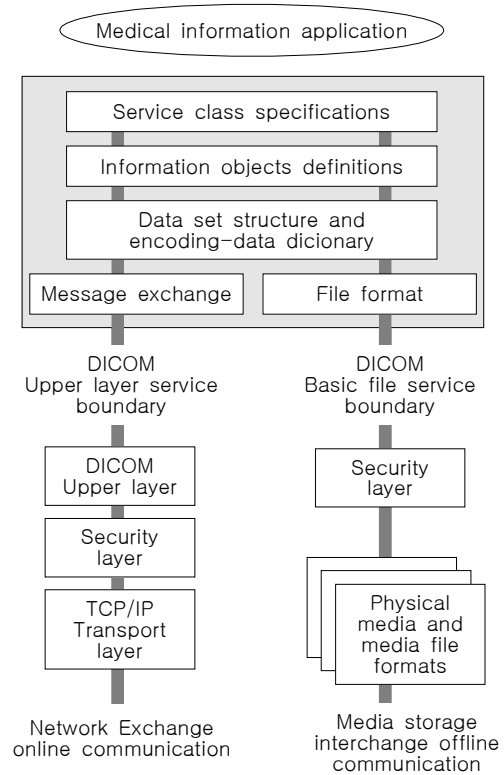 Medical information application
Service class specifications
Information objects definitions
Data set structure and
encoding-data dicionary
Message exchange
File format
DICOM
Upper layer service
boundary
DICOM
Basic file service
boundary
DICOM
Upper layer
Security
layer
TCP/IP
Transport
layer
Security
layer
Physical
media and
media file
formats
Network Exchange
online communication
Media storage
interchange offline
communication